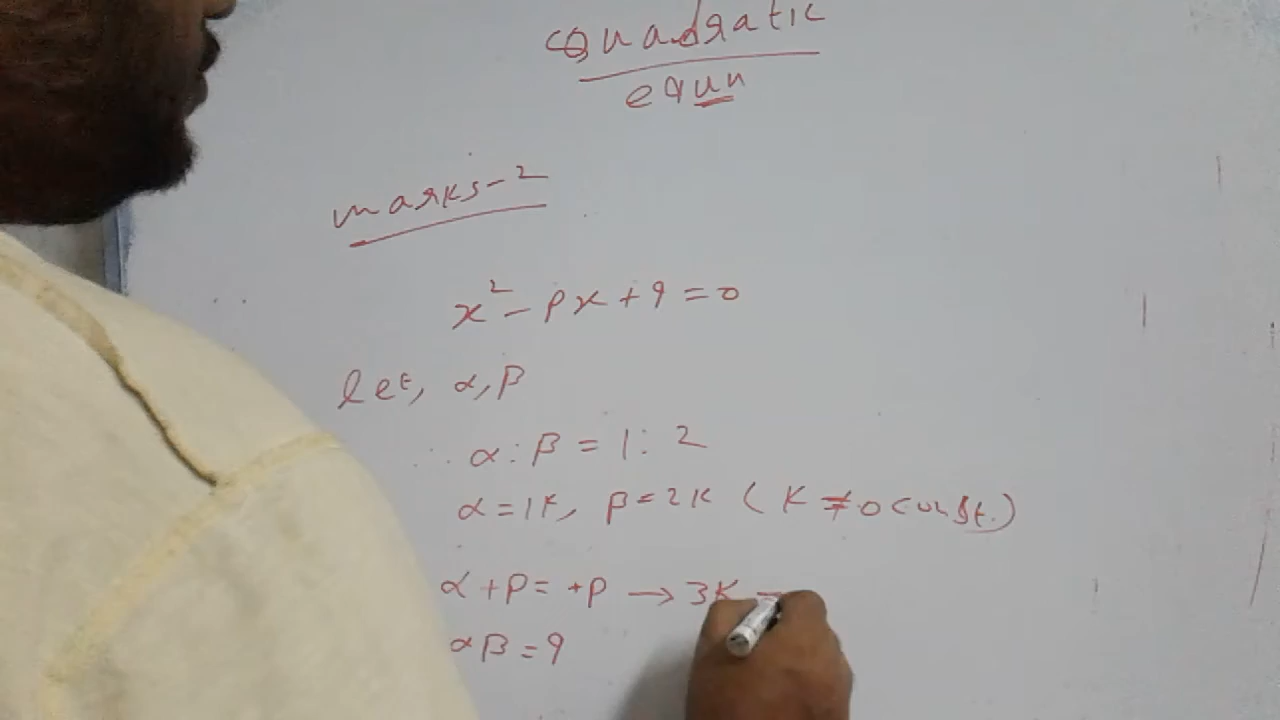 Quadratic
equn
marks-2
x² - px + q = 0
let, α, β
∴ α : β = 1 : 2
α = 1K, β = 2K (K ≠ 0 const.)
α + β = +p → 3K =
αβ = q